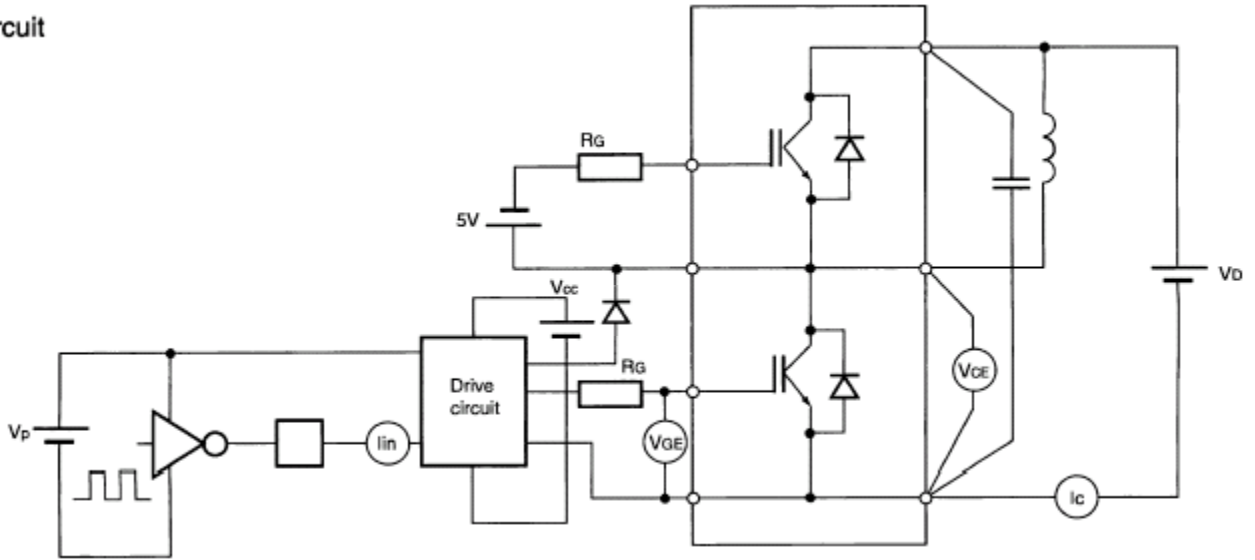 rcuit
RG
5V
VD
Vcc
RG
Drive
circuit
VCE
VP
Iin
VGE
Ic